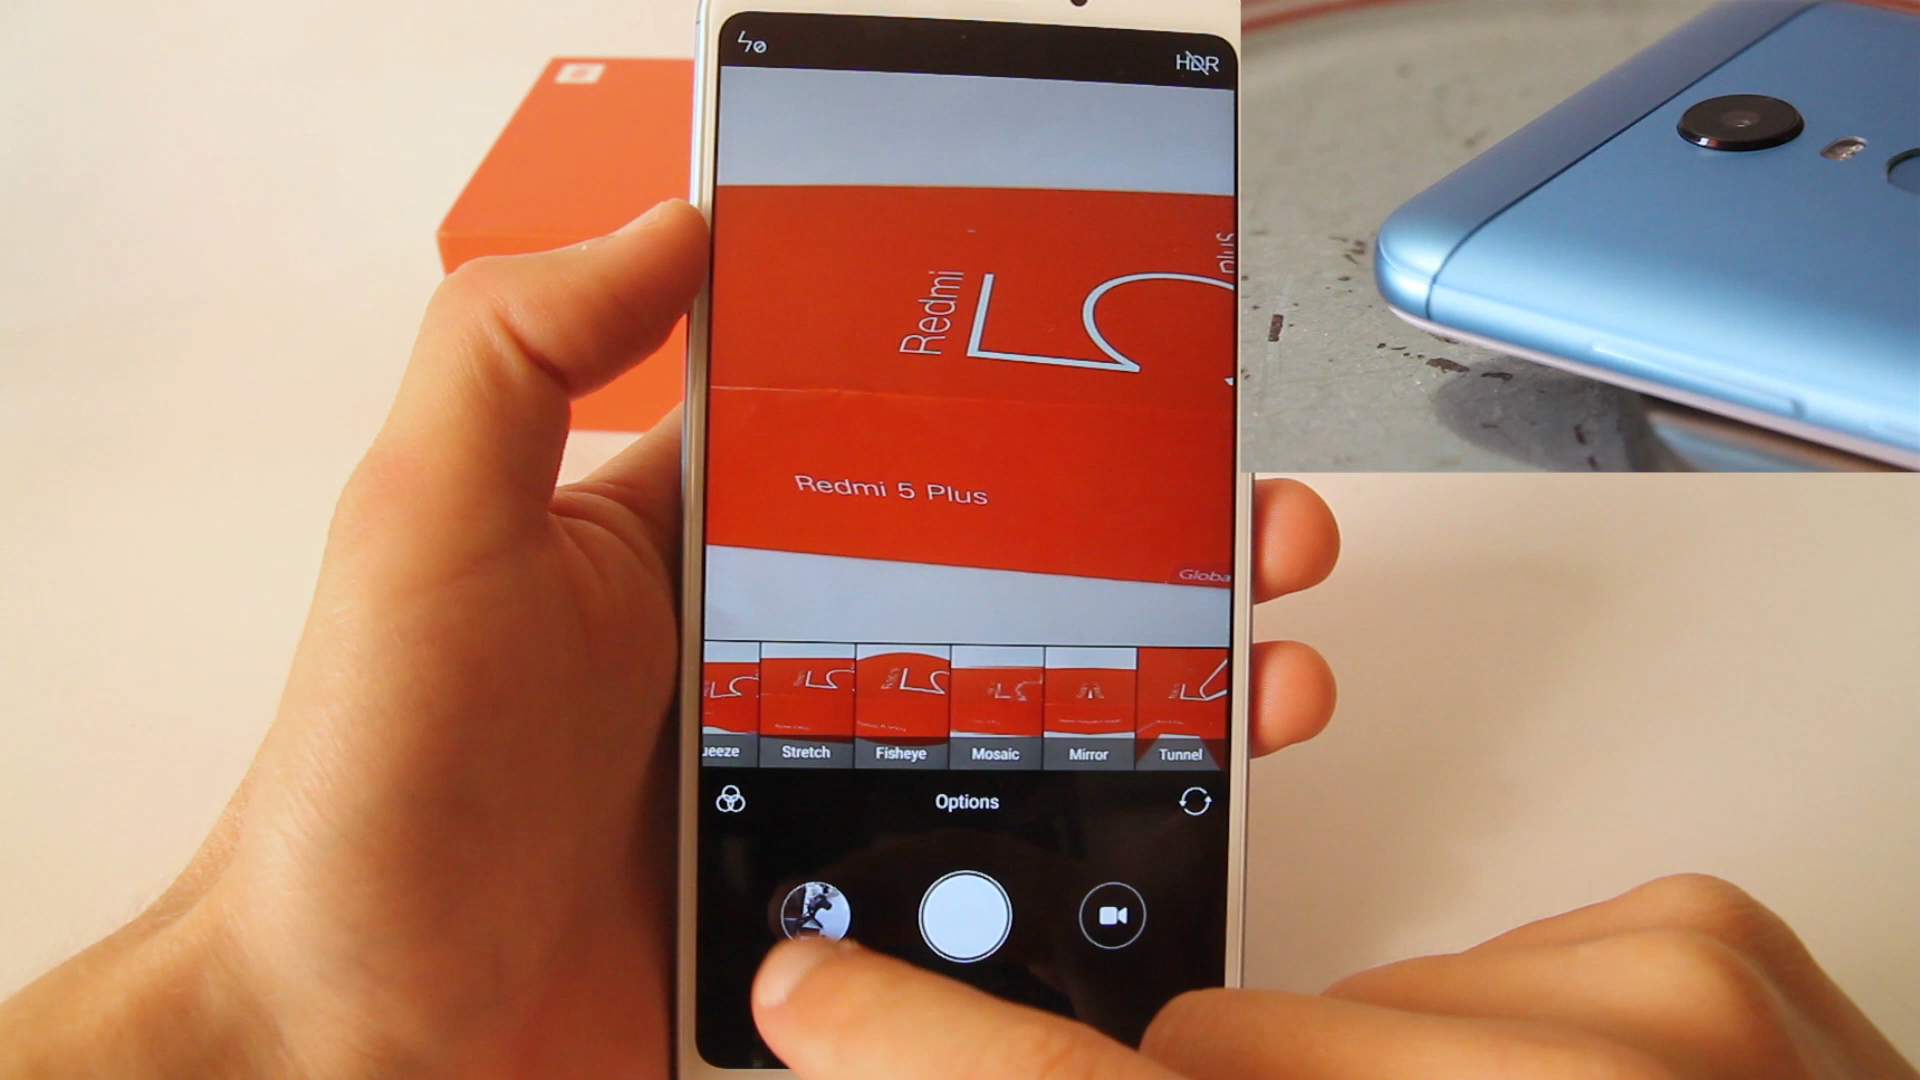 HDR
Redmi
5
plus
Redmi 5 Plus
Globa
ueeze
Stretch
Fisheye
Mosaic
Mirror
Tunnel
Options